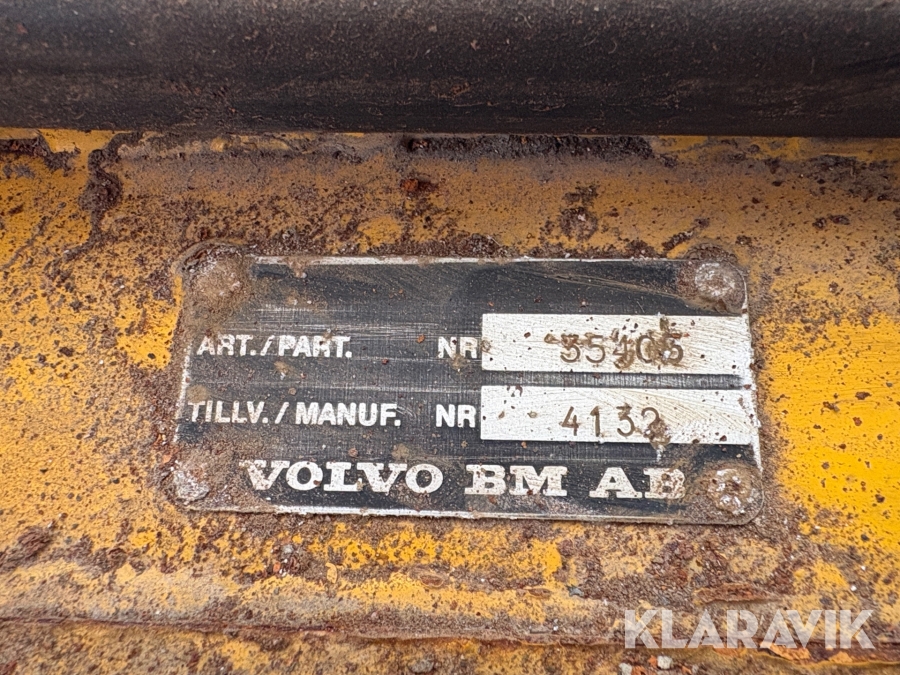 ART./PART. NR 35405
TILLV./MANUF. NR 4132
VOLVO BM AB
KLARAVIK